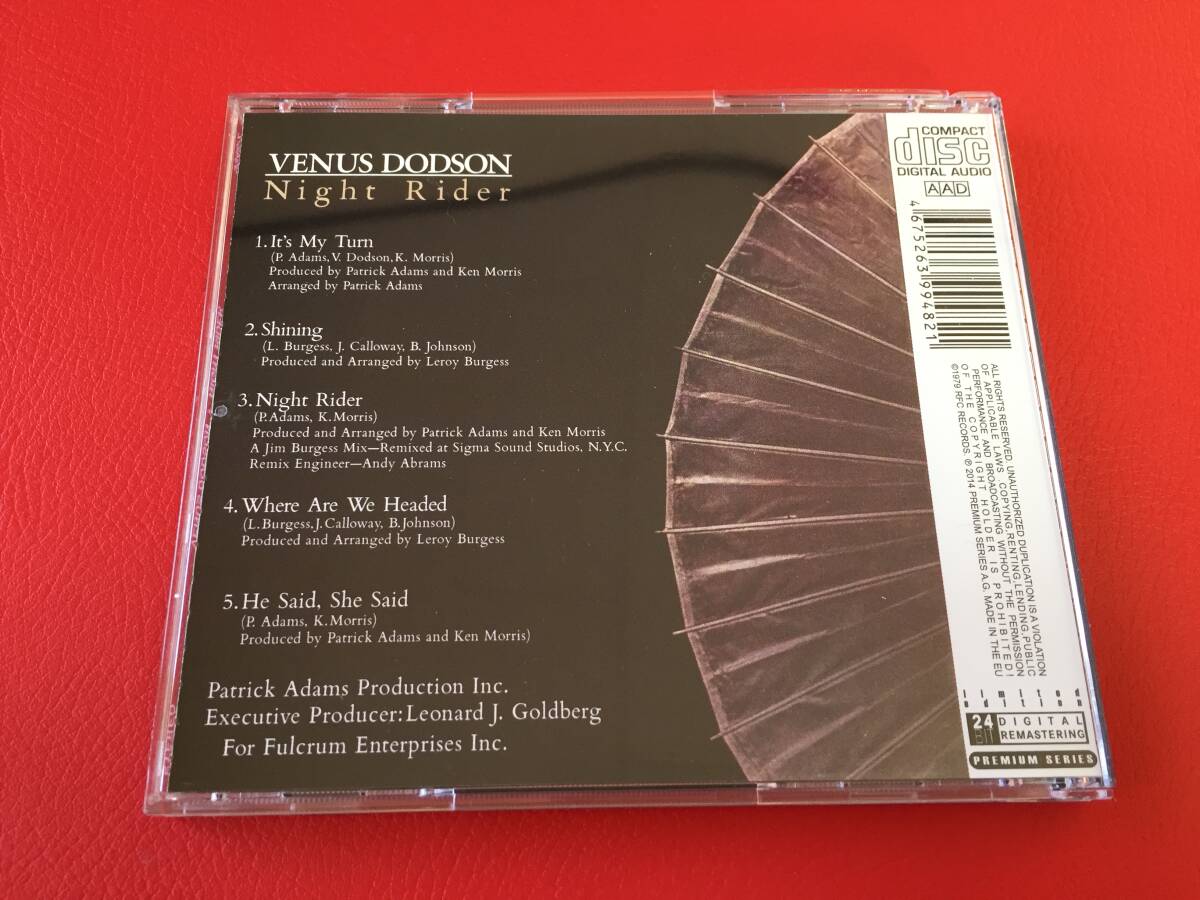 VENUS DODSON
Night Rider
1. It's My Turn
(P. Adams, V. Dodson, K. Morris)
Produced by Patrick Adams and Ken Morris
Arranged by Patrick Adams
2. Shining
(L. Burgess, J. Calloway, B. Johnson)
Produced and Arranged by Leroy Burgess
3. Night Rider
(P. Adams, K. Morris)
Produced and Arranged by Patrick Adams and Ken Morris
A Jim Burgess Mix—Remixed at Sigma Sound Studios, N.Y.C.
Remix Engineer—Andy Abrams
4. Where Are We Headed
(L. Burgess, J. Calloway, B. Johnson)
Produced and Arranged by Leroy Burgess
5. He Said, She Said
(P. Adams, K. Morris)
Produced by Patrick Adams and Ken Morris)
Patrick Adams Production Inc.
Executive Producer: Leonard J. Goldberg
For Fulcrum Enterprises Inc.
COMPACT
disc
DIGITAL AUDIO
AAD
4675263994821
ALL RIGHTS RESERVED. UNAUTHORIZED DUPLICATION IS A VIOLATION
OF APPLICABLE LAWS COPYING, RENTING, LENDING, PUBLIC
PERFORMANCE AND BROADCASTING WITHOUT THE PERMISSION
OF THE COPYRIGHT HOLDER IS PROHIBITED!
©1979 RFC RECORDS. ℗ 2014 PREMIUM SERIES A.G. MADE IN THE EU
limited
edition
24 BIT
DIGITAL
REMASTERING
PREMIUM SERIES